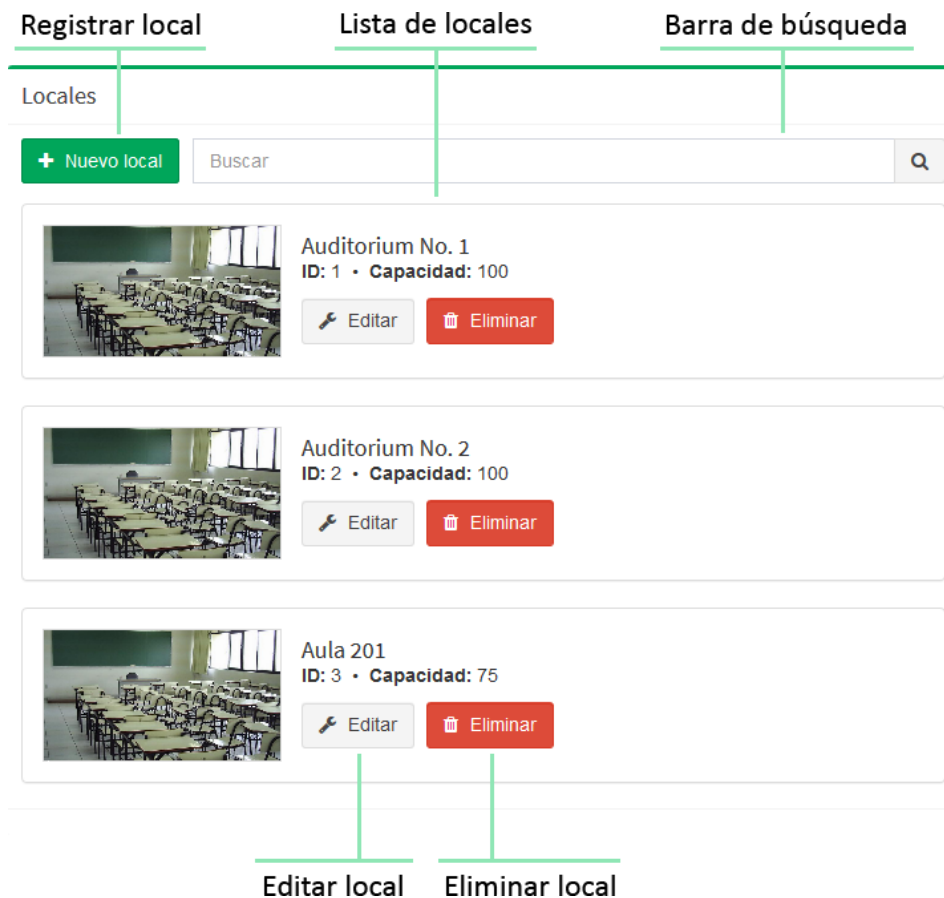 Registrar local
Lista de locales
Barra de búsqueda
Locales
Nuevo local
Buscar
Auditorium No. 1
ID: 1 • Capacidad: 100
Editar
Eliminar
Auditorium No. 2
ID: 2 • Capacidad: 100
Editar
Eliminar
Aula 201
ID: 3 • Capacidad: 75
Editar
Eliminar
Editar local
Eliminar local